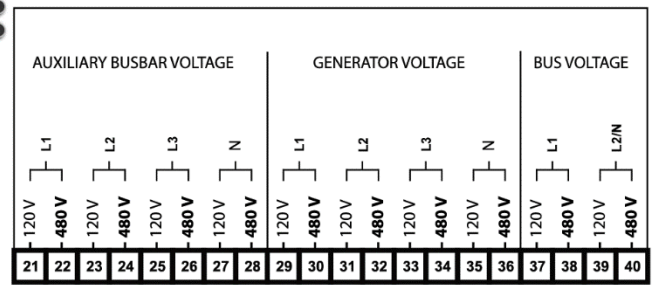 AUXILIARY BUSBAR VOLTAGE GENERATOR VOLTAGE BUS VOLTAGE
L1 L2 L3 N L1 L2 L3 N L1 L2/N
120 V 480 V 120 V 480 V 120 V 480 V 120 V 480 V 120 V 480 V 120 V 480 V 120 V 480 V 120 V 480 V 120 V 480 V 120 V 480 V
21 22 23 24 25 26 27 28 29 30 31 32 33 34 35 36 37 38 39 40